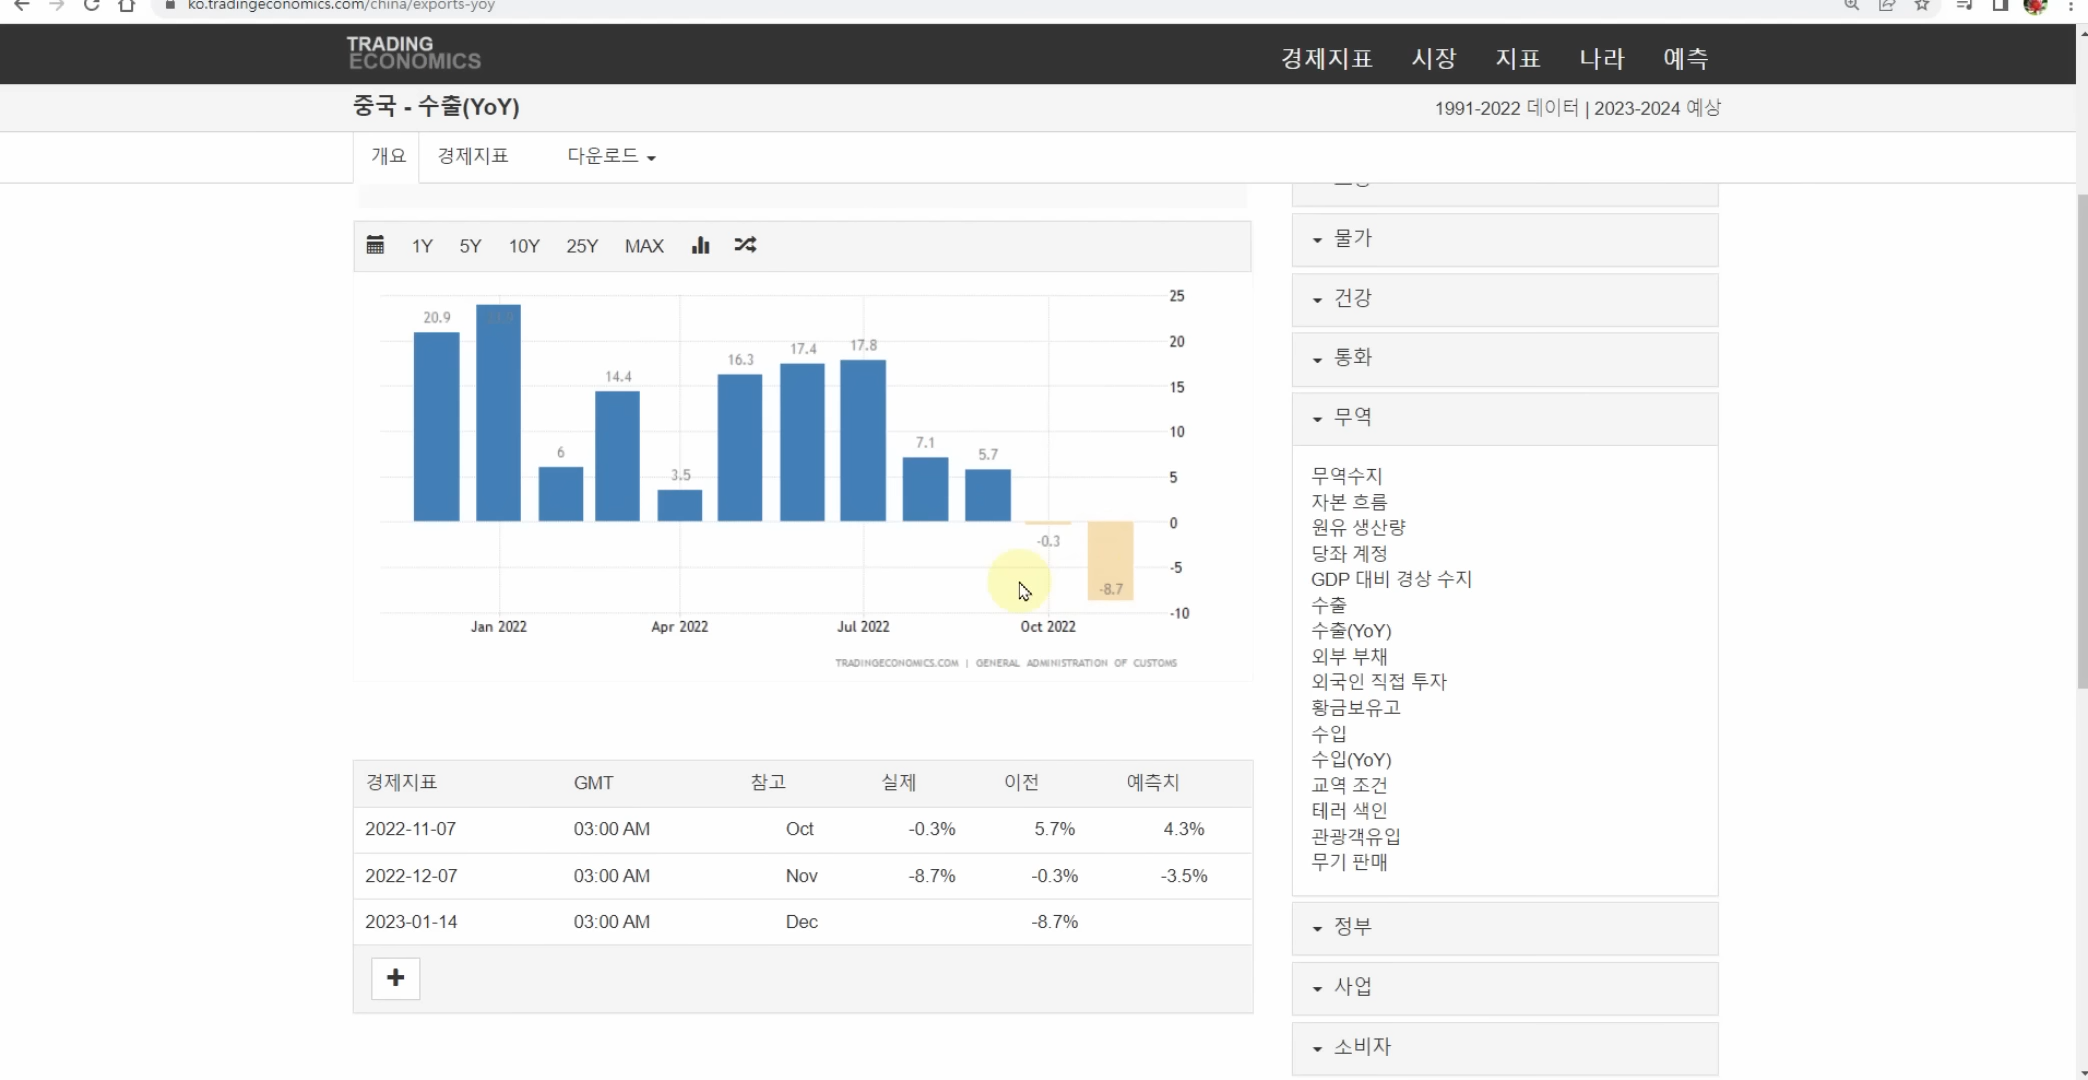 ko.tradingeconomics.com/china/exports-yoy
TRADING
ECONOMICS
경제지표 시장 지표 나라 예측
중국 - 수출(YoY)
1991-2022 데이터 | 2023-2024 예상
개요 경제지표 다운로드
1Y 5Y 10Y 25Y MAX
25
20
15
10
5
0
-5
-10
20.9
6
14.4
3.5
16.3
17.4
17.8
7.1
5.7
-0.3
-8.7
Jan 2022 Apr 2022 Jul 2022 Oct 2022
TRADINGECONOMICS.COM | GENERAL ADMINISTRATION OF CUSTOMS
경제지표 GMT 참고 실제 이전 예측치
2022-11-07 03:00 AM Oct -0.3% 5.7% 4.3%
2022-12-07 03:00 AM Nov -8.7% -0.3% -3.5%
2023-01-14 03:00 AM Dec -8.7%
물가
건강
통화
무역
무역수지
자본 흐름
원유 생산량
당좌 계정
GDP 대비 경상 수지
수출
수출(YoY)
외부 부채
외국인 직접 투자
황금보유고
수입
수입(YoY)
교역 조건
테러 색인
관광객유입
무기 판매
정부
사업
소비자